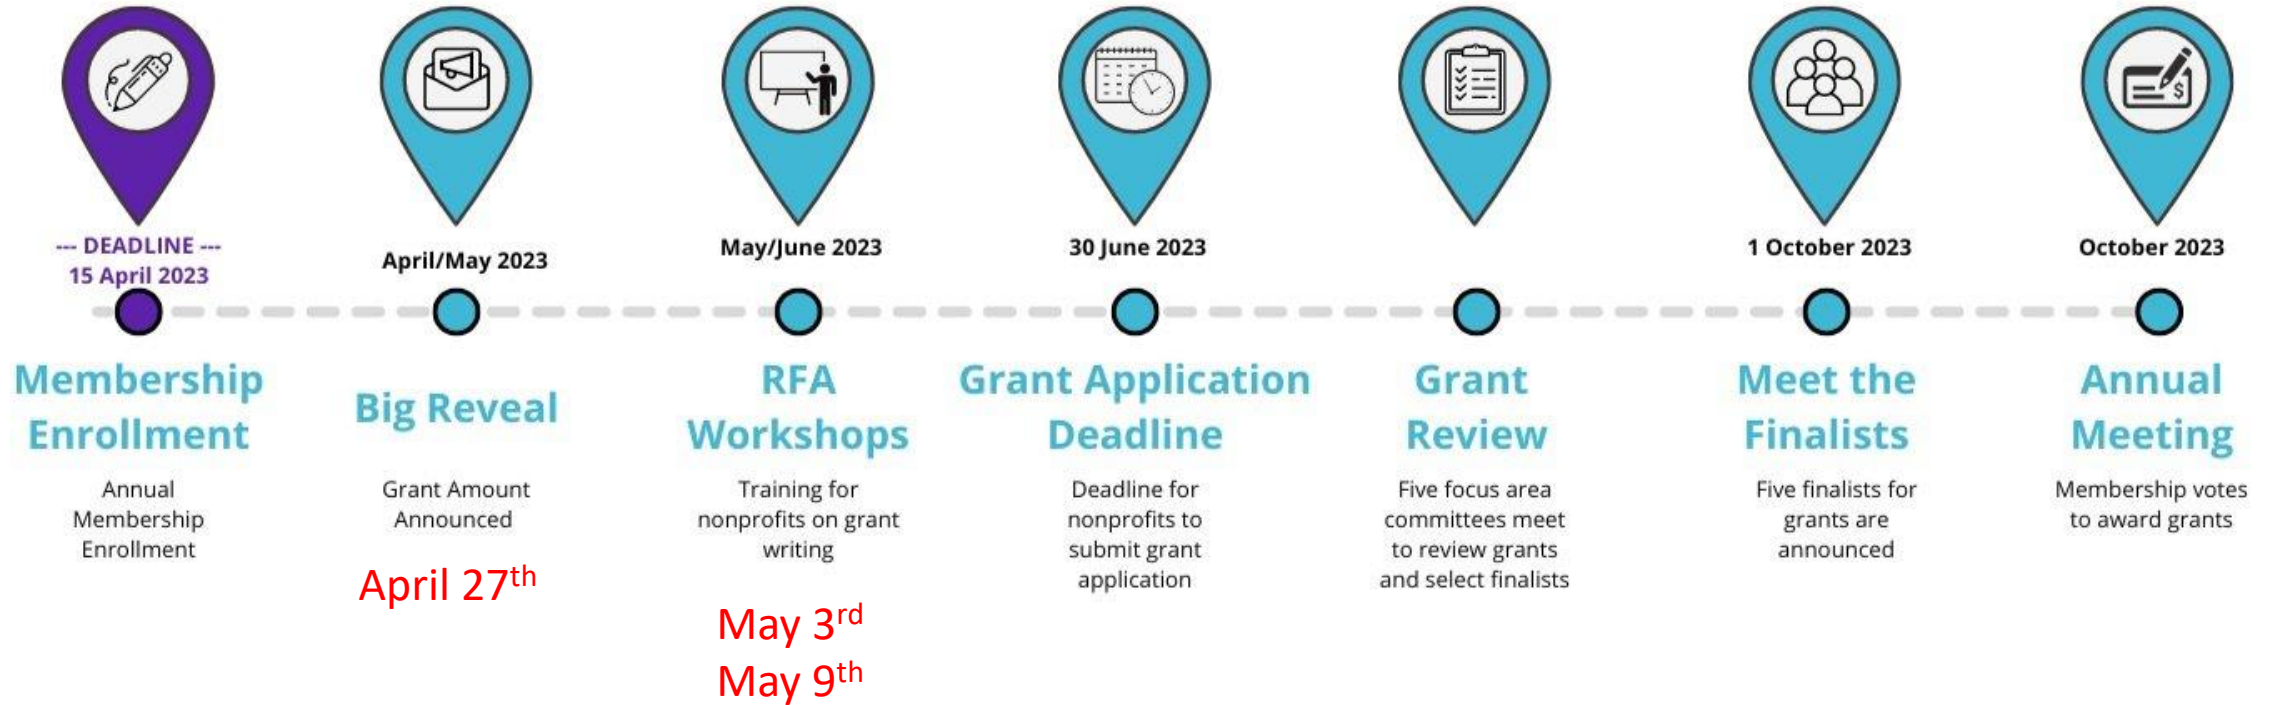 --- DEADLINE ---
15 April 2023
Membership
Enrollment
Annual
Membership
Enrollment
April/May 2023
Big Reveal
Grant Amount
Announced
April 27th
May/June 2023
RFA
Workshops
Training for
nonprofits on grant
writing
May 3rd
May 9th
30 June 2023
Grant Application
Deadline
Deadline for
nonprofits to
submit grant
application
Grant
Review
Five focus area
committees meet
to review grants
and select finalists
1 October 2023
Meet the
Finalists
Five finalists for
grants are
announced
$
October 2023
Annual
Meeting
Membership votes
to award grants